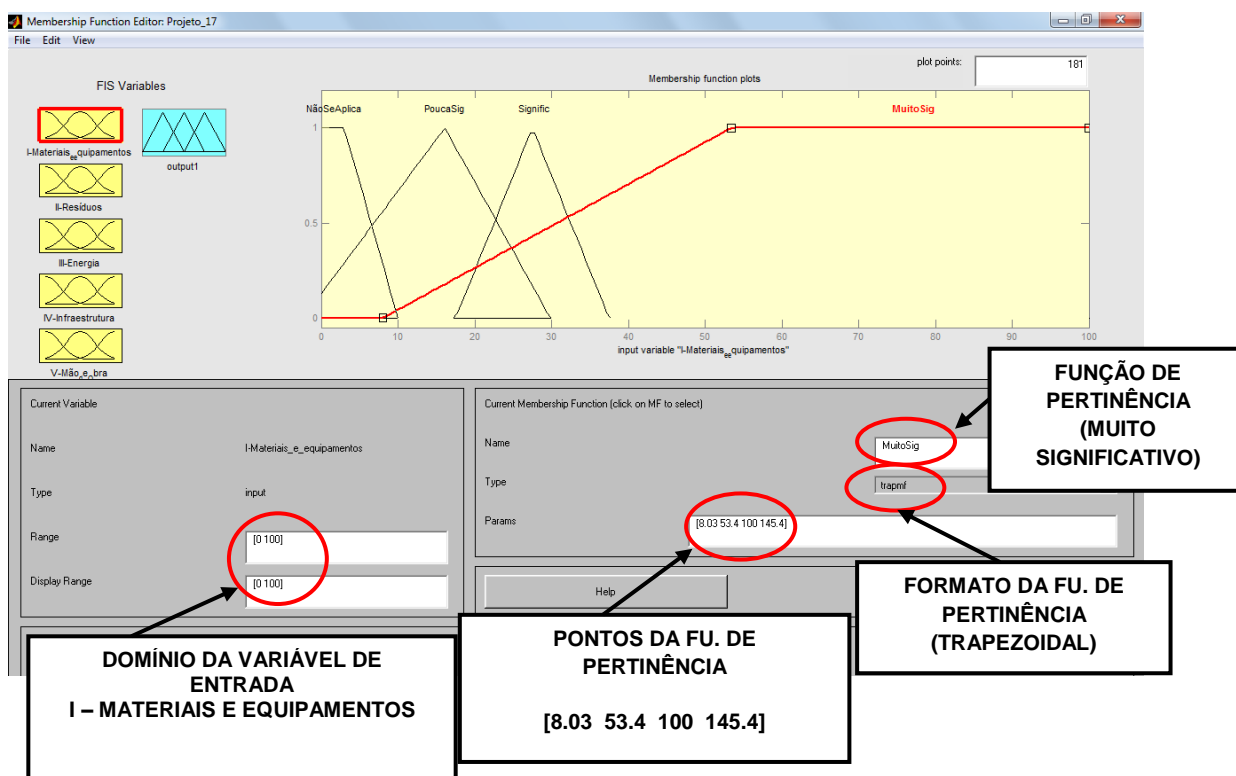 Membership Function Editor: Projeto_17
File Edit View
plot points:
181
FIS Variables
Membership function plots
I-Materiais_ee quipamentos
output1
II-Resíduos
III-Energia
IV-Infraestrutura
V-Mão_e_Obra
NãoSeAplica
PoucaSig
Signific
MuitoSig
1
0.5
0
0 10 20 30 40 50 60 70 80 90 100
input variable "I-Materiais_ee quipamentos"
Current Variable
Name
I-Materiais_e_equipamentos
Type
input
Range
[0 100]
Display Range
[0 100]
Current Membership Function (click on MF to select)
Name
MuitoSig
Type
trapmf
Params
[8.03 53.4 100 145.4]
Help
FUNÇÃO DE
PERTINÊNCIA
(MUITO
SIGNIFICATIVO)
FORMATO DA FU. DE
PERTINÊNCIA
(TRAPEZOIDAL)
PONTOS DA FU. DE
PERTINÊNCIA
[8.03 53.4 100 145.4]
DOMÍNIO DA VARIÁVEL DE
ENTRADA
I – MATERIAIS E EQUIPAMENTOS